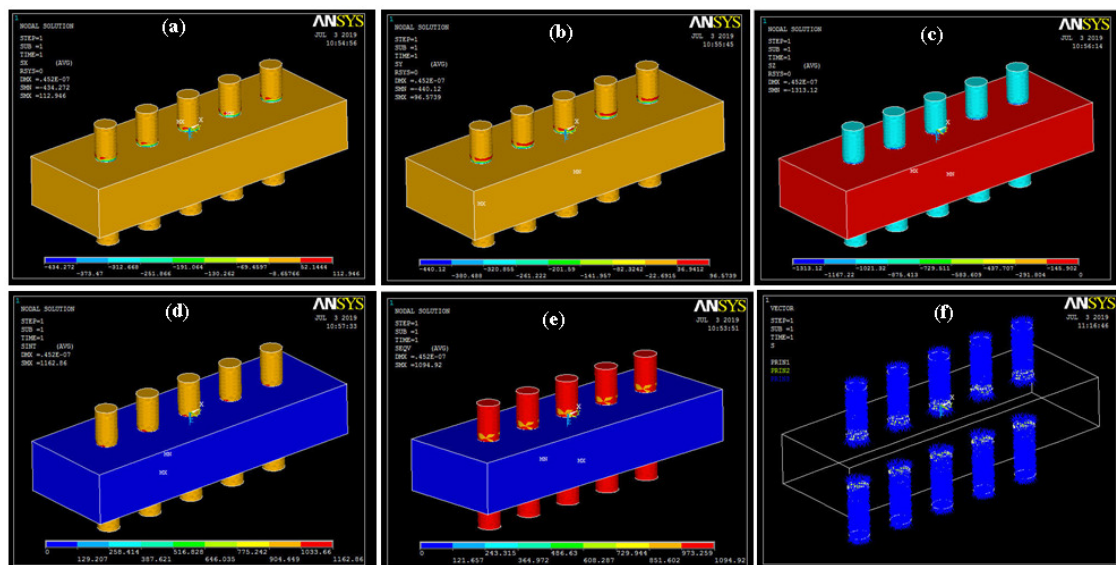 1
NODAL SOLUTION
STEP=1
SUB =1
TIME=1
SX (AVG)
RSYS=0
DMX =.452E-07
SMN =-434.272
SMX =112.946
(a)
ANSYS
JUL 3 2019
10:54:56
MX
X
MN
-434.272 -312.668 -191.064 -69.4597 52.1444
-373.47 -251.866 -130.262 -8.65766 112.946
1
NODAL SOLUTION
STEP=1
SUB =1
TIME=1
SY (AVG)
RSYS=0
DMX =.452E-07
SMN =-440.12
SMX =96.5739
(b)
ANSYS
JUL 3 2019
10:55:45
X
MN
MX
-440.12 -320.855 -201.59 -82.3242 36.9412
-380.488 -261.222 -141.957 -22.6915 96.5739
1
NODAL SOLUTION
STEP=1
SUB =1
TIME=1
SZ (AVG)
RSYS=0
DMX =.452E-07
SMN =-1313.12
(c)
ANSYS
JUL 3 2019
10:56:14
X
MX
MN
-1313.12 -1021.32 -729.511 -437.707 -145.902
-1167.22 -875.413 -583.609 -291.804 0
1
NODAL SOLUTION
STEP=1
SUB =1
TIME=1
SINT (AVG)
DMX =.452E-07
SMX =1162.86
(d)
ANSYS
JUL 3 2019
10:57:33
X
MN
MX
0 258.414 516.828 775.242 1033.66
129.207 387.621 646.035 904.449 1162.86
1
NODAL SOLUTION
STEP=1
SUB =1
TIME=1
SEQV (AVG)
DMX =.452E-07
SMX =1094.92
(e)
ANSYS
JUL 3 2019
10:53:51
X
MN
MX
0 243.315 486.63 729.944 973.259
121.657 364.972 608.287 851.602 1094.92
1
VECTOR
STEP=1
SUB =1
TIME=1
S
PRIN1
PRIN2
(f)
ANSYS
JUL 3 2019
11:16:46
X